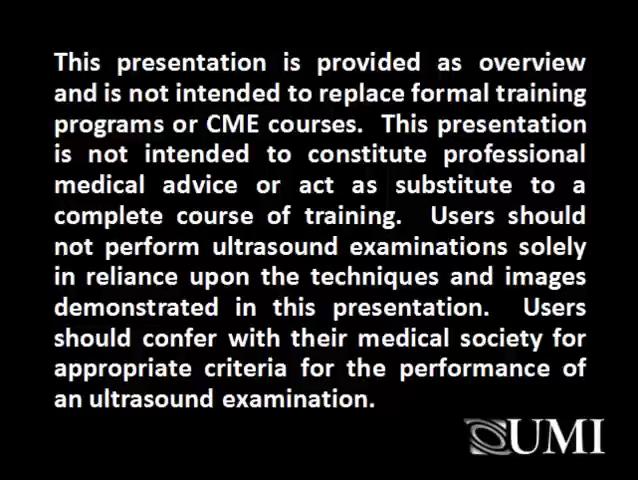 This presentation is provided as overview
and is not intended to replace formal training
programs or CME courses. This presentation
is not intended to constitute professional
medical advice or act as substitute to a
complete course of training. Users should
not perform ultrasound examinations solely
in reliance upon the techniques and images
demonstrated in this presentation. Users
should confer with their medical society for
appropriate criteria for the performance of
an ultrasound examination.
UMI